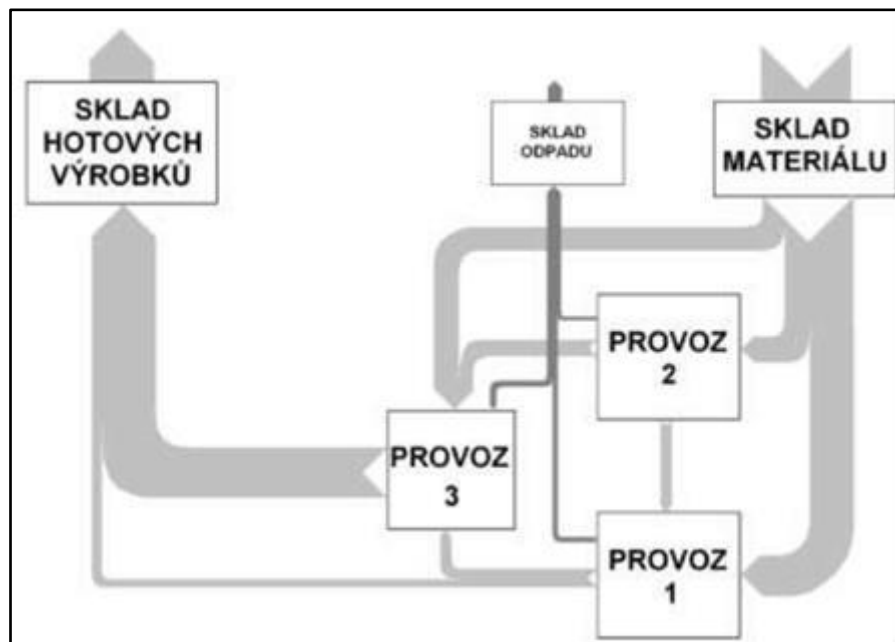 SKLAD
HOTOVÝCH
VÝROBKŮ
SKLAD
ODPADU
SKLAD
MATERIÁLU
PROVOZ
2
PROVOZ
3
PROVOZ
1